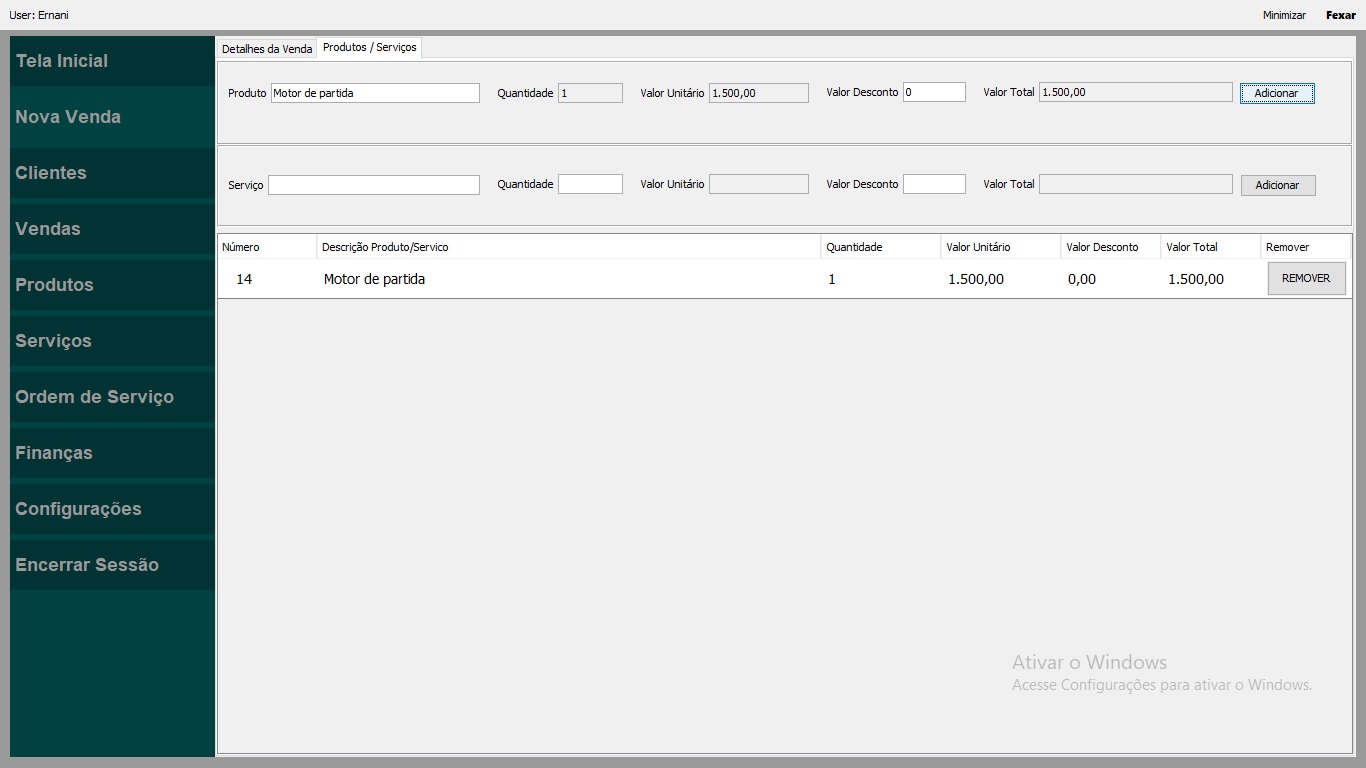 User: Ernani Minimizar Fexar
Tela Inicial
Nova Venda
Clientes
Vendas
Produtos
Serviços
Ordem de Serviço
Finanças
Configurações
Encerrar Sessão
Detalhes da Venda Produtos / Serviços
Produto Motor de partida Quantidade 1 Valor Unitário 1.500,00 Valor Desconto 0 Valor Total 1.500,00 Adicionar
Serviço Quantidade Valor Unitário Valor Desconto Valor Total Adicionar
Número Descrição Produto/Servico Quantidade Valor Unitário Valor Desconto Valor Total Remover
14 Motor de partida 1 1.500,00 0,00 1.500,00 REMOVER
Ativar o Windows
Acesse Configurações para ativar o Windows.